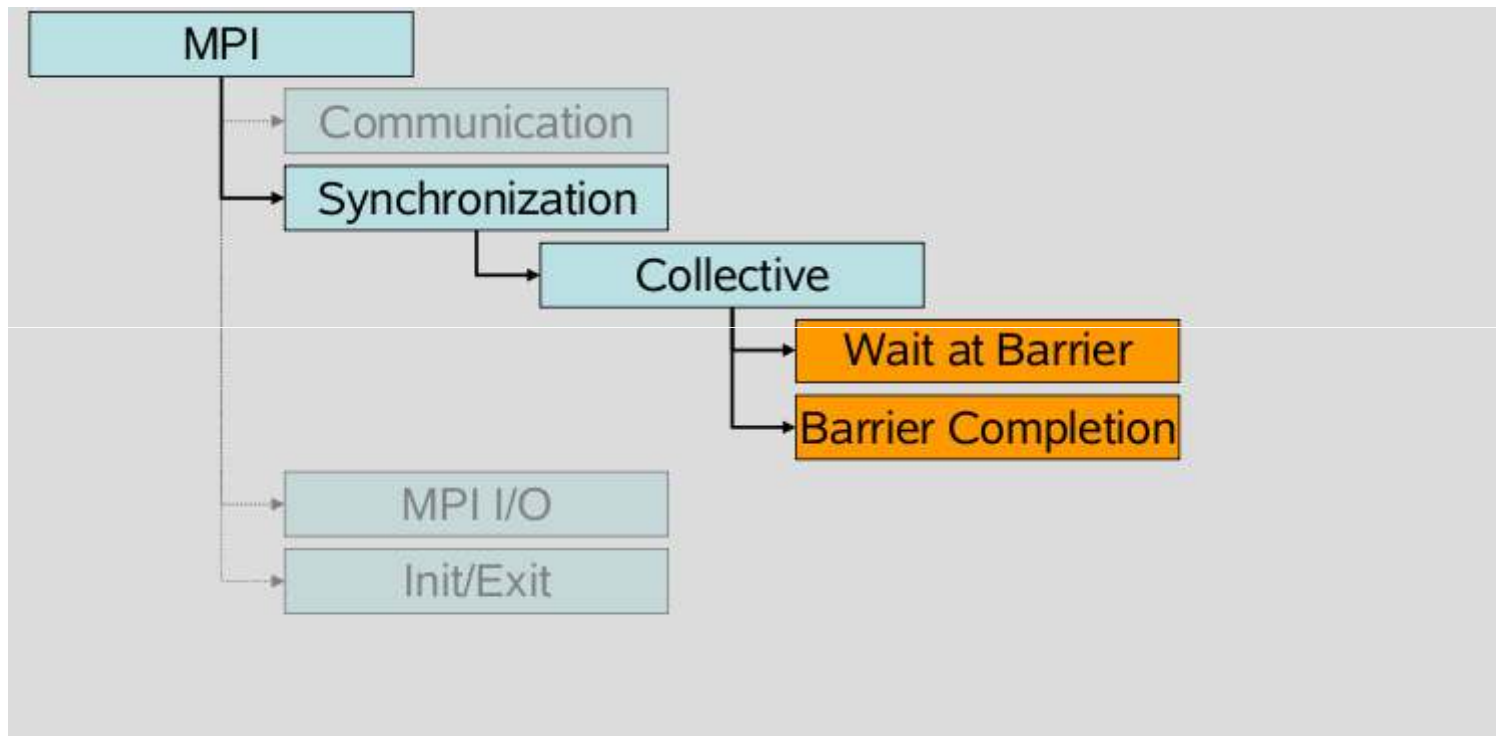 MPI
Communication
Synchronization
Collective
Wait at Barrier
Barrier Completion
MPI I/O
Init/Exit